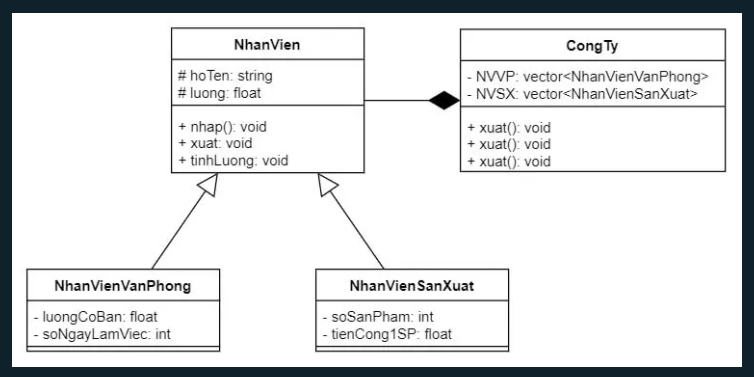 NhanVien
# hoTen: string
# luong: float
+ nhap(): void
+ xuat: void
+ tinhLuong: void
CongTy
- NVVP: vector<NhanVienVanPhong>
- NVSX: vector<NhanVienSanXuat>
+ xuat(): void
+ xuat(): void
+ xuat(): void
NhanVienVanPhong
- luongCoBan: float
- soNgayLamViec: int
NhanVienSanXuat
- soSanPham: int
- tienCong1SP: float